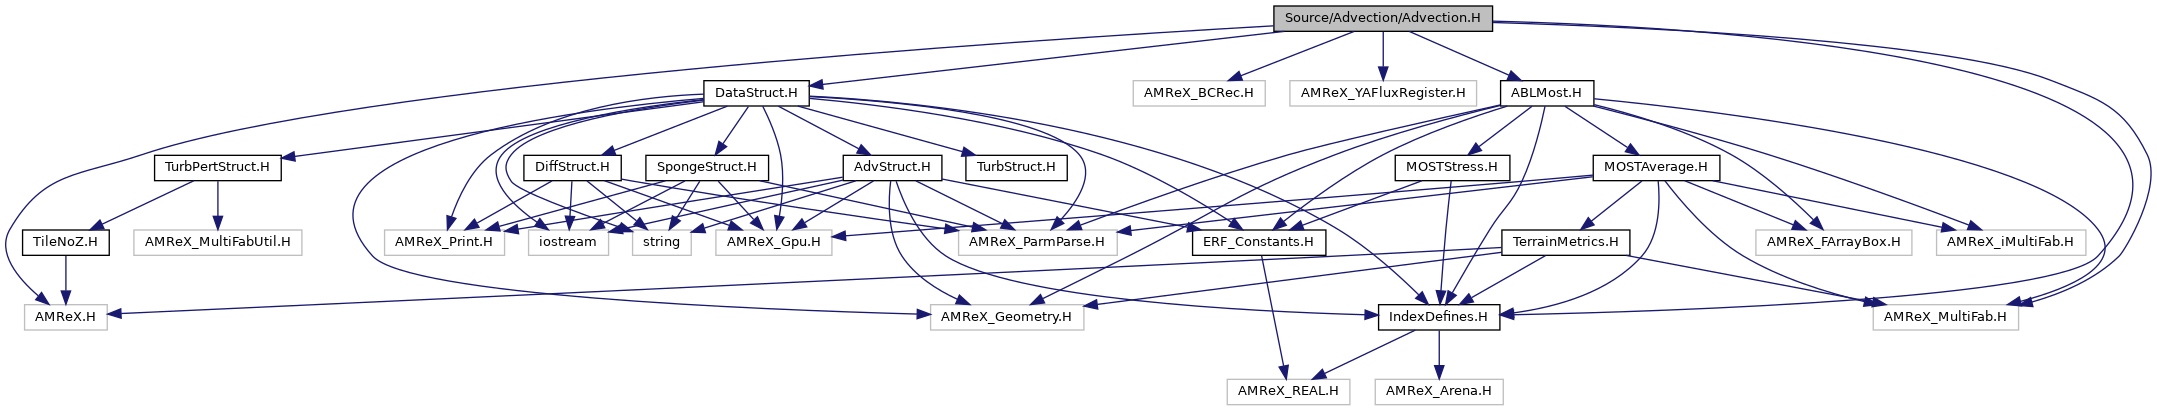 Source/Advection/Advection.H
DataStruct.H
AMReX_BCRec.H
AMReX_YAFluxRegister.H
ABLMost.H
TurbPertStruct.H
DiffStruct.H
SpongeStruct.H
AdvStruct.H
TurbStruct.H
MOSTStress.H
MOSTAverage.H
TileNoZ.H
AMReX_MultiFabUtil.H
AMReX_Print.H
iostream
string
AMReX_Gpu.H
AMReX_ParmParse.H
ERF_Constants.H
TerrainMetrics.H
AMReX_FArrayBox.H
AMReX_iMultiFab.H
AMReX.H
AMReX_Geometry.H
IndexDefines.H
AMReX_MultiFab.H
AMReX_REAL.H
AMReX_Arena.H